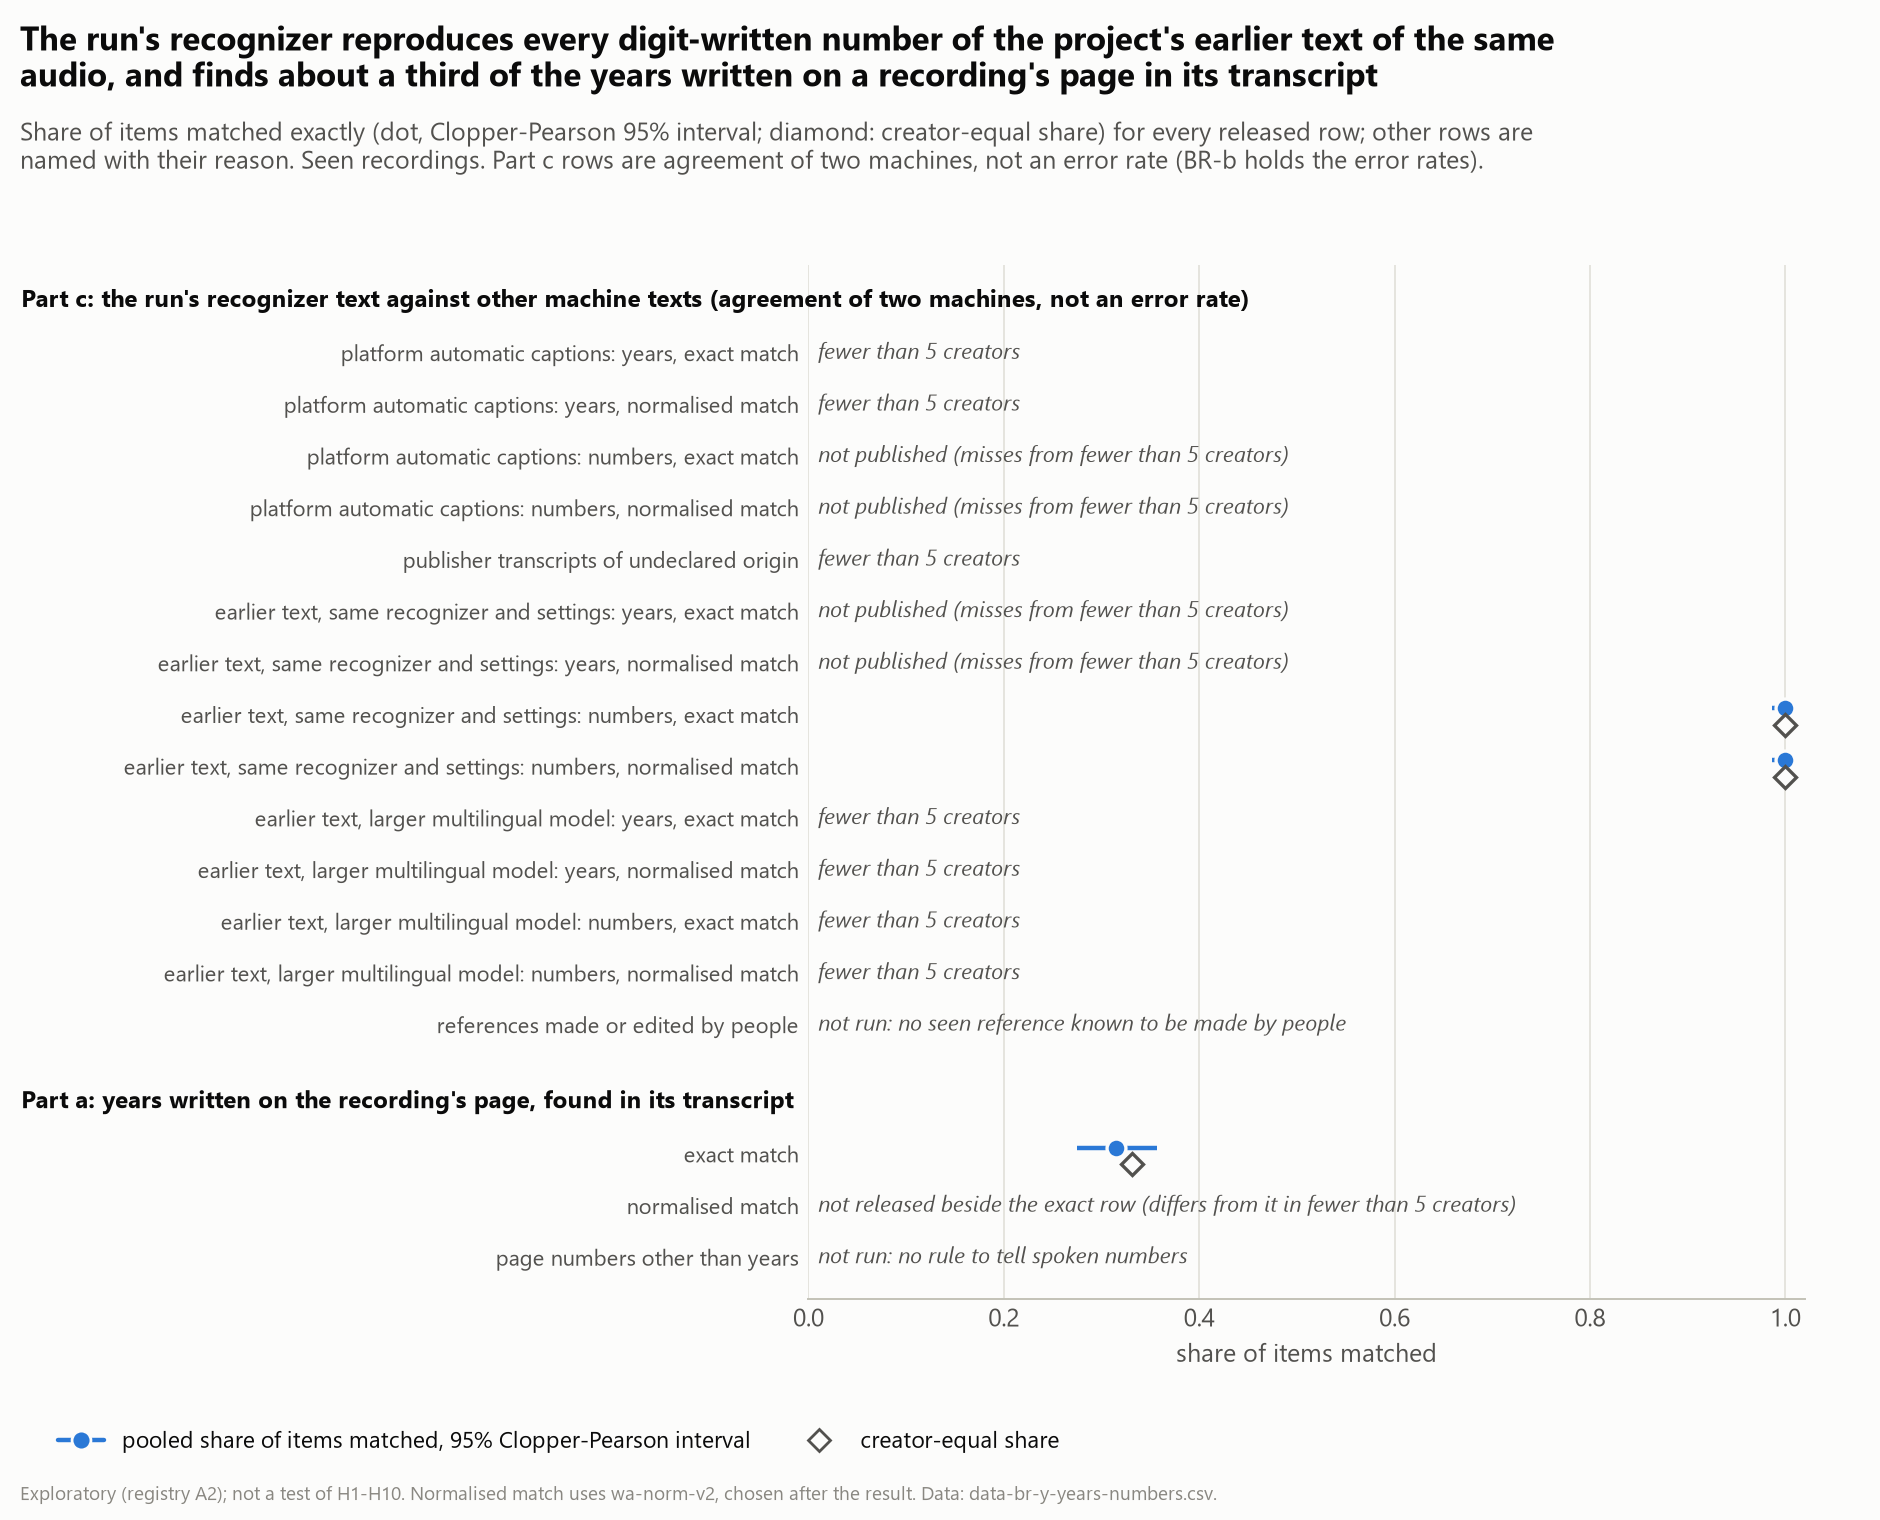 The run's recognizer reproduces every digit-written number of the project's earlier text of the same
audio, and finds about a third of the years written on a recording's page in its transcript
Share of items matched exactly (dot, Clopper-Pearson 95% interval; diamond: creator-equal share) for every released row; other rows are
named with their reason. Seen recordings. Part c rows are agreement of two machines, not an error rate (BR-b holds the error rates).
Part c: the run's recognizer text against other machine texts (agreement of two machines, not an error rate)
platform automatic captions: years, exact match fewer than 5 creators
platform automatic captions: years, normalised match fewer than 5 creators
platform automatic captions: numbers, exact match not published (misses from fewer than 5 creators)
platform automatic captions: numbers, normalised match not published (misses from fewer than 5 creators)
publisher transcripts of undeclared origin fewer than 5 creators
earlier text, same recognizer and settings: years, exact match not published (misses from fewer than 5 creators)
earlier text, same recognizer and settings: years, normalised match not published (misses from fewer than 5 creators)
earlier text, same recognizer and settings: numbers, exact match
earlier text, same recognizer and settings: numbers, normalised match
earlier text, larger multilingual model: years, exact match fewer than 5 creators
earlier text, larger multilingual model: years, normalised match fewer than 5 creators
earlier text, larger multilingual model: numbers, exact match fewer than 5 creators
earlier text, larger multilingual model: numbers, normalised match fewer than 5 creators
references made or edited by people not run: no seen reference known to be made by people
Part a: years written on the recording's page, found in its transcript
exact match
normalised match not released beside the exact row (differs from it in fewer than 5 creators)
page numbers other than years not run: no rule to tell spoken numbers
0.0 0.2 0.4 0.6 0.8 1.0
share of items matched
pooled share of items matched, 95% Clopper-Pearson interval creator-equal share
Exploratory (registry A2); not a test of H1-H10. Normalised match uses wa-norm-v2, chosen after the result. Data: data-br-y-years-numbers.csv.